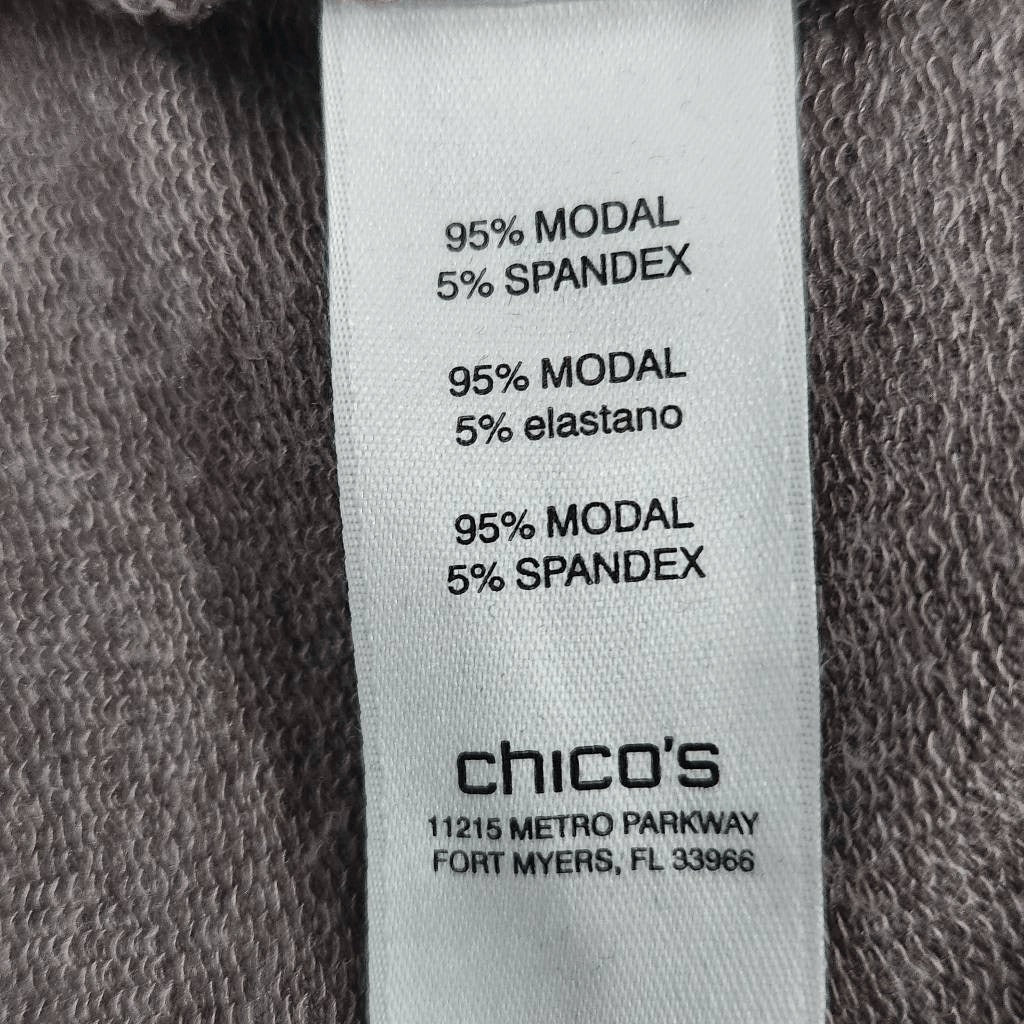 95% MODAL
5% SPANDEX
95% MODAL
5% elastano
95% MODAL
5% SPANDEX
chico's
11215 METRO PARKWAY
FORT MYERS, FL 33966